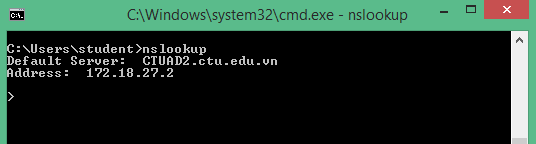 C:\Windows\system32\cmd.exe - nslookup
C:\Users\student>nslookup
Default Server:  CTUAD2.ctu.edu.vn
Address:  172.18.27.2
>